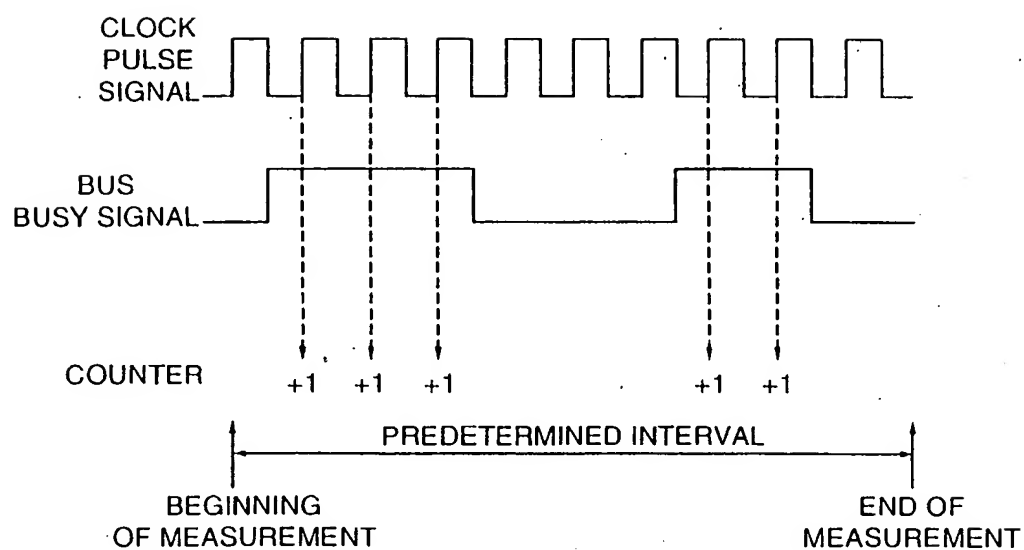 CLOCK
PULSE
SIGNAL
BUS
BUSY SIGNAL
COUNTER +1 +1 +1 +1 +1
PREDETERMINED INTERVAL
BEGINNING
OF MEASUREMENT
END OF
MEASUREMENT